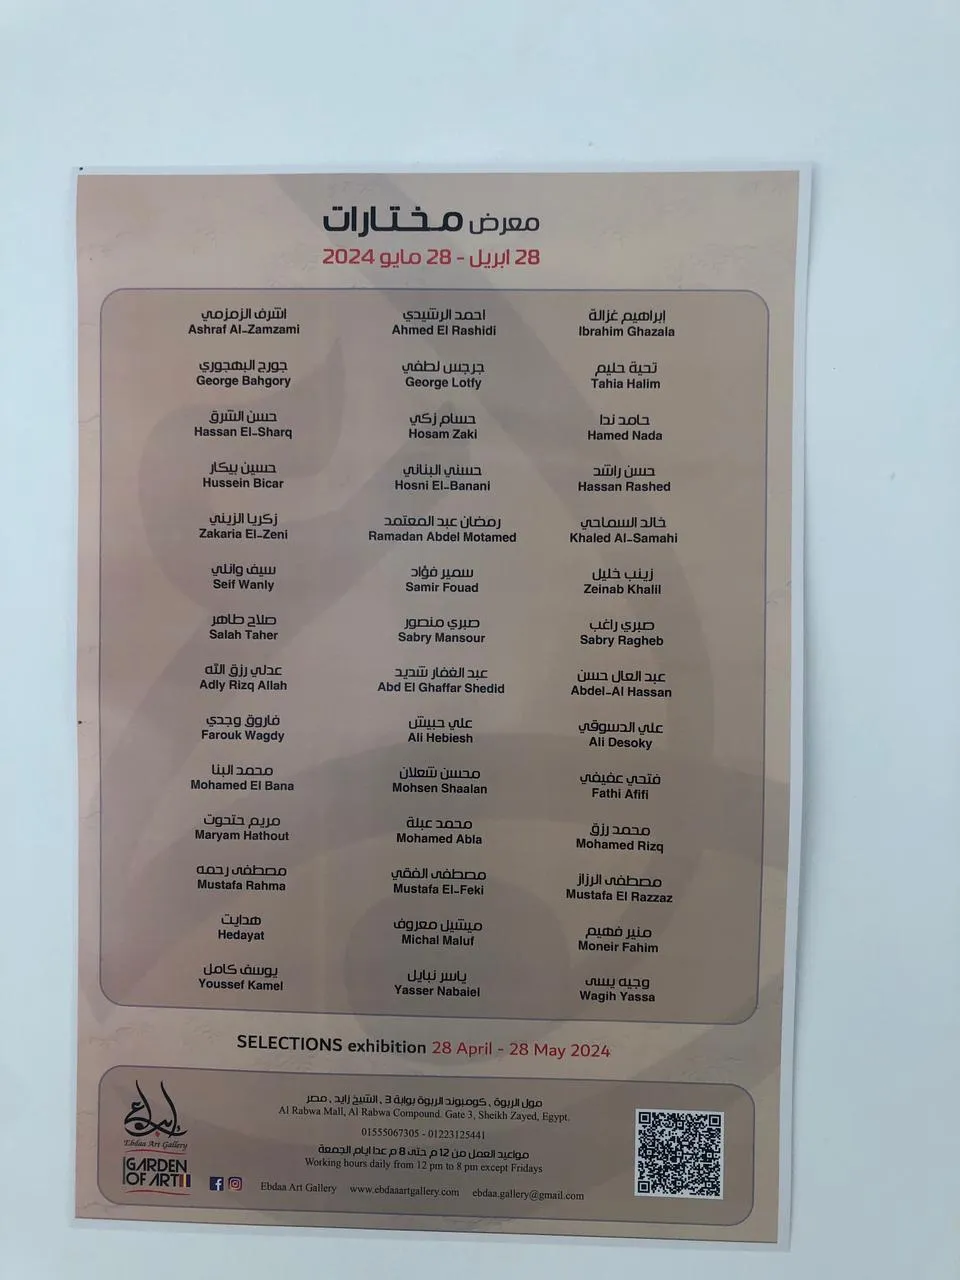 معرض مختارات
28 ابريل - 28 مايو 2024
ابراهيم غزالة
Ibrahim Ghazala
احمد الرشيدي
Ahmed El Rashidi
اشرف الزمزمي
Ashraf Al-Zamzami
تحية حليم
Tahia Halim
جرجس لطفي
George Lotfy
جورج البهجوري
George Bahgory
حامد ندا
Hamed Nada
حسام زكي
Hosam Zaki
حسن الشرق
Hassan El-Sharq
حسن راشد
Hassan Rashed
حسني البناني
Hosni El-Banani
حسين بيكار
Hussein Bicar
خالد السماحي
Khaled Al-Samahi
رمضان عبد المعتمد
Ramadan Abdel Motamed
زكريا الزيني
Zakaria El-Zeni
زينب خليل
Zeinab Khalil
سمير فؤاد
Samir Fouad
سيف وانلي
Seif Wanly
صبري راغب
Sabry Ragheb
صبري منصور
Sabry Mansour
صلاح طاهر
Salah Taher
عبد العال حسن
Abdel-Al Hassan
عبد الغفار شديد
Abd El Ghaffar Shedid
عدلي رزق الله
Adly Rizq Allah
علي الدسوقي
Ali Desoky
علي حبيش
Ali Hebiesh
فاروق وجدي
Farouk Wagdy
فتحي عفيفي
Fathi Afifi
محسن شعلان
Mohsen Shaalan
محمد البنا
Mohamed El Bana
محمد رزق
Mohamed Rizq
محمد عبلة
Mohamed Abla
مريم حتحوت
Maryam Hathout
مصطفى الرزاز
Mustafa El Razzaz
مصطفى الفقي
Mustafa El-Feki
مصطفى رحمه
Mustafa Rahma
منير فهيم
Moneir Fahim
ميشيل معروف
Michal Maluf
هدايت
Hedayat
وجيه يسى
Wagih Yassa
ياسر نبايل
Yasser Nabaiel
يوسف كامل
Youssef Kamel
SELECTIONS exhibition 28 April - 28 May 2024
مول الربوة ، كومبوند الربوة بوابة 3 ، الشيخ زايد ، مصر
Al Rabwa Mall, Al Rabwa Compound. Gate 3, Sheikh Zayed, Egypt.
01555067305 - 01223125441
مواعيد العمل من 12 م حتى 8 م عدا ايام الجمعة
Working hours daily from 12 pm to 8 pm except Fridays
Ebdaa Art Gallery www.ebdaaartgallery.com ebdaa.gallery@gmail.com
إبداع
Ebdaa Art Gallery
GARDEN
OF ART